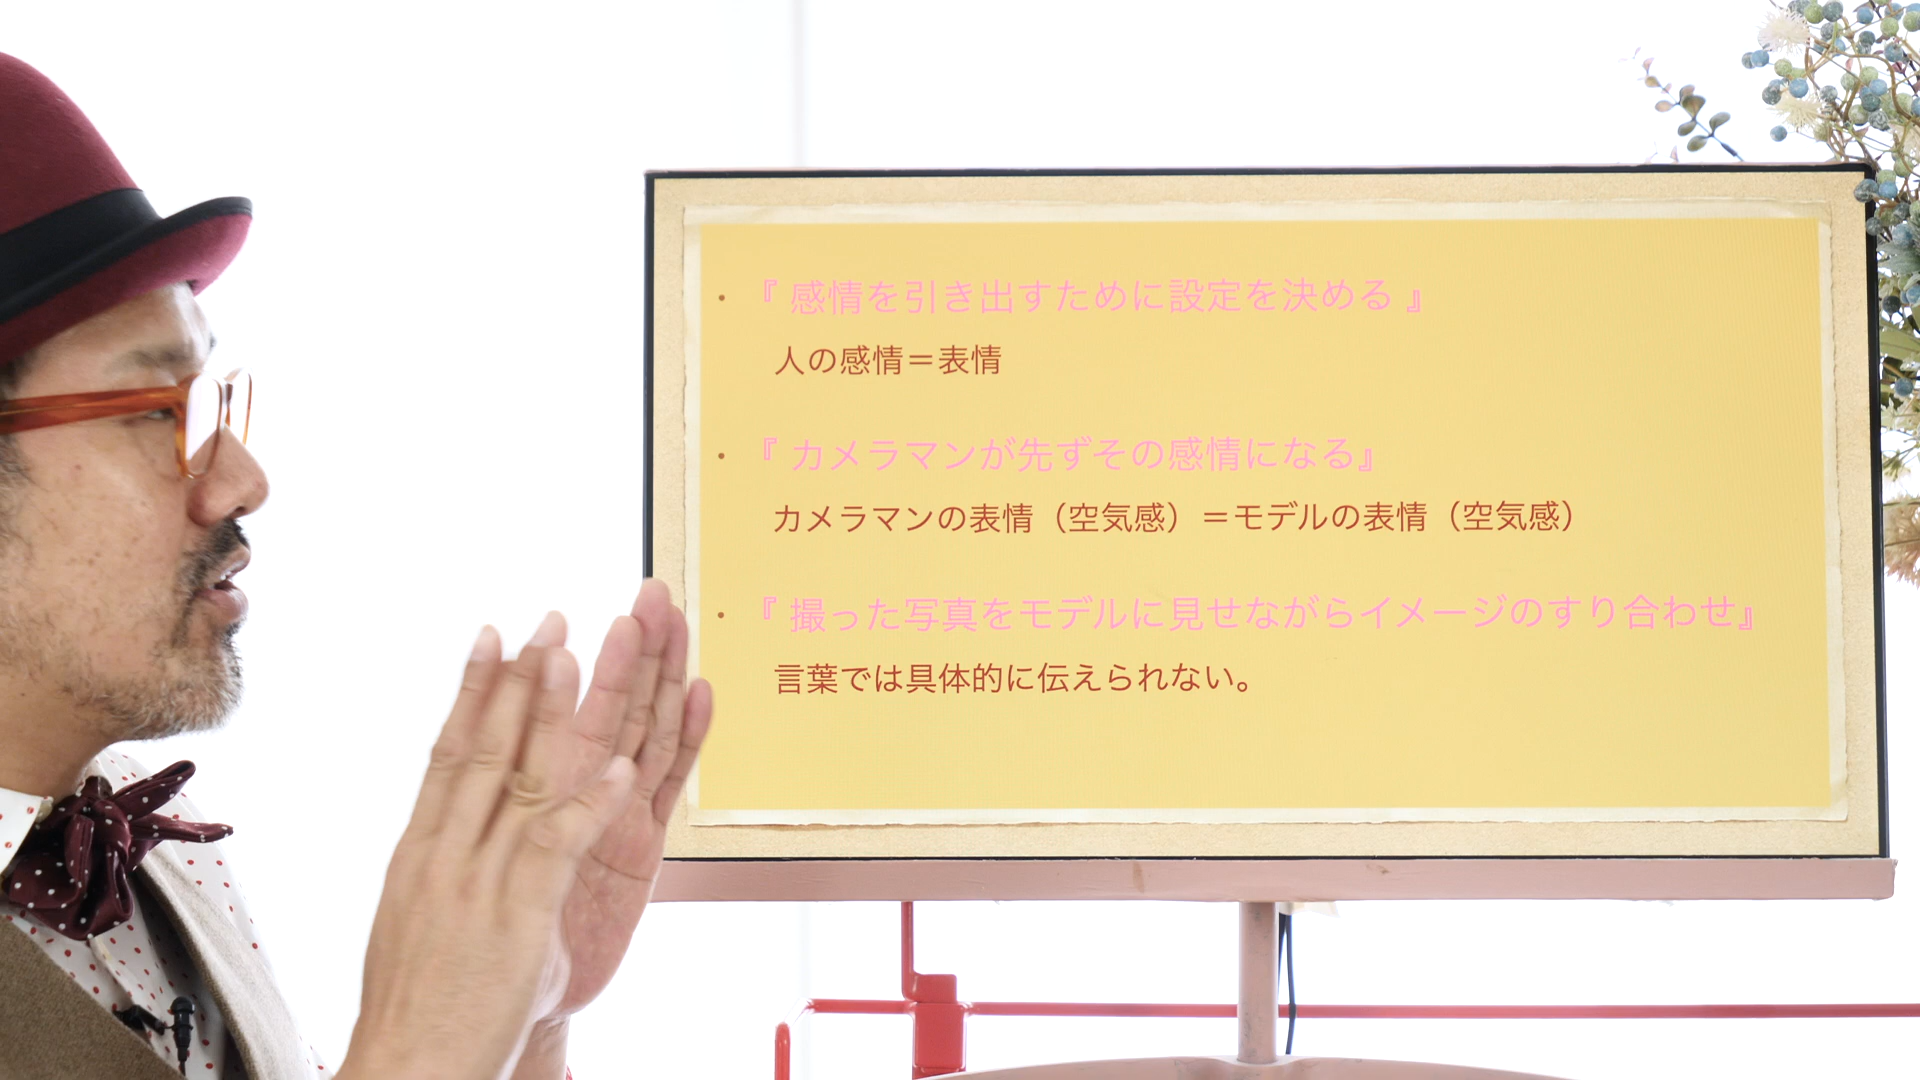 ・『 感情を引き出すために設定を決める 』
人の感情＝表情
・『 カメラマンが先ずその感情になる』
カメラマンの表情（空気感）＝モデルの表情（空気感）
・『 撮った写真をモデルに見せながらイメージのすり合わせ』
言葉では具体的に伝えられない。